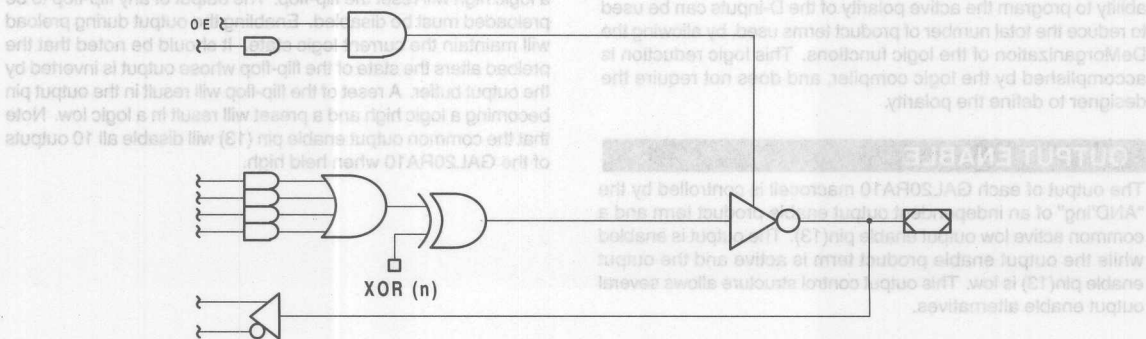 OE
XOR (n)
a logic high will reset the flip-flop. The output of any flip-flop to be
preloaded must be disabled. Enabling the output during preload
will maintain the current logic state. It should be noted that the
preload alters the state of the flip-flop whose output is inverted by
the output buffer. A reset of the flip-flop will result in the output pin
becoming a logic high and a preset will result in a logic low. Note
that the common output enable pin (13) will disable all 10 outputs
of the GAL20RA10 when held high.
ability to program the active polarity of the D-inputs can be used
to reduce the total number of product terms used, by allowing the
DeMorganization of the logic functions. This logic reduction is
accomplished by the logic compiler, and does not require the
designer to define the polarity.
OUTPUT ENABLE
The output of each GAL20RA10 macrocell is controlled by the
"AND'ing" of an independent output enable product term and a
common active low output enable pin(13). The output is enabled
while the output enable product term is active and the output
enable pin(13) is low. This output control structure allows several
output enable alternatives.